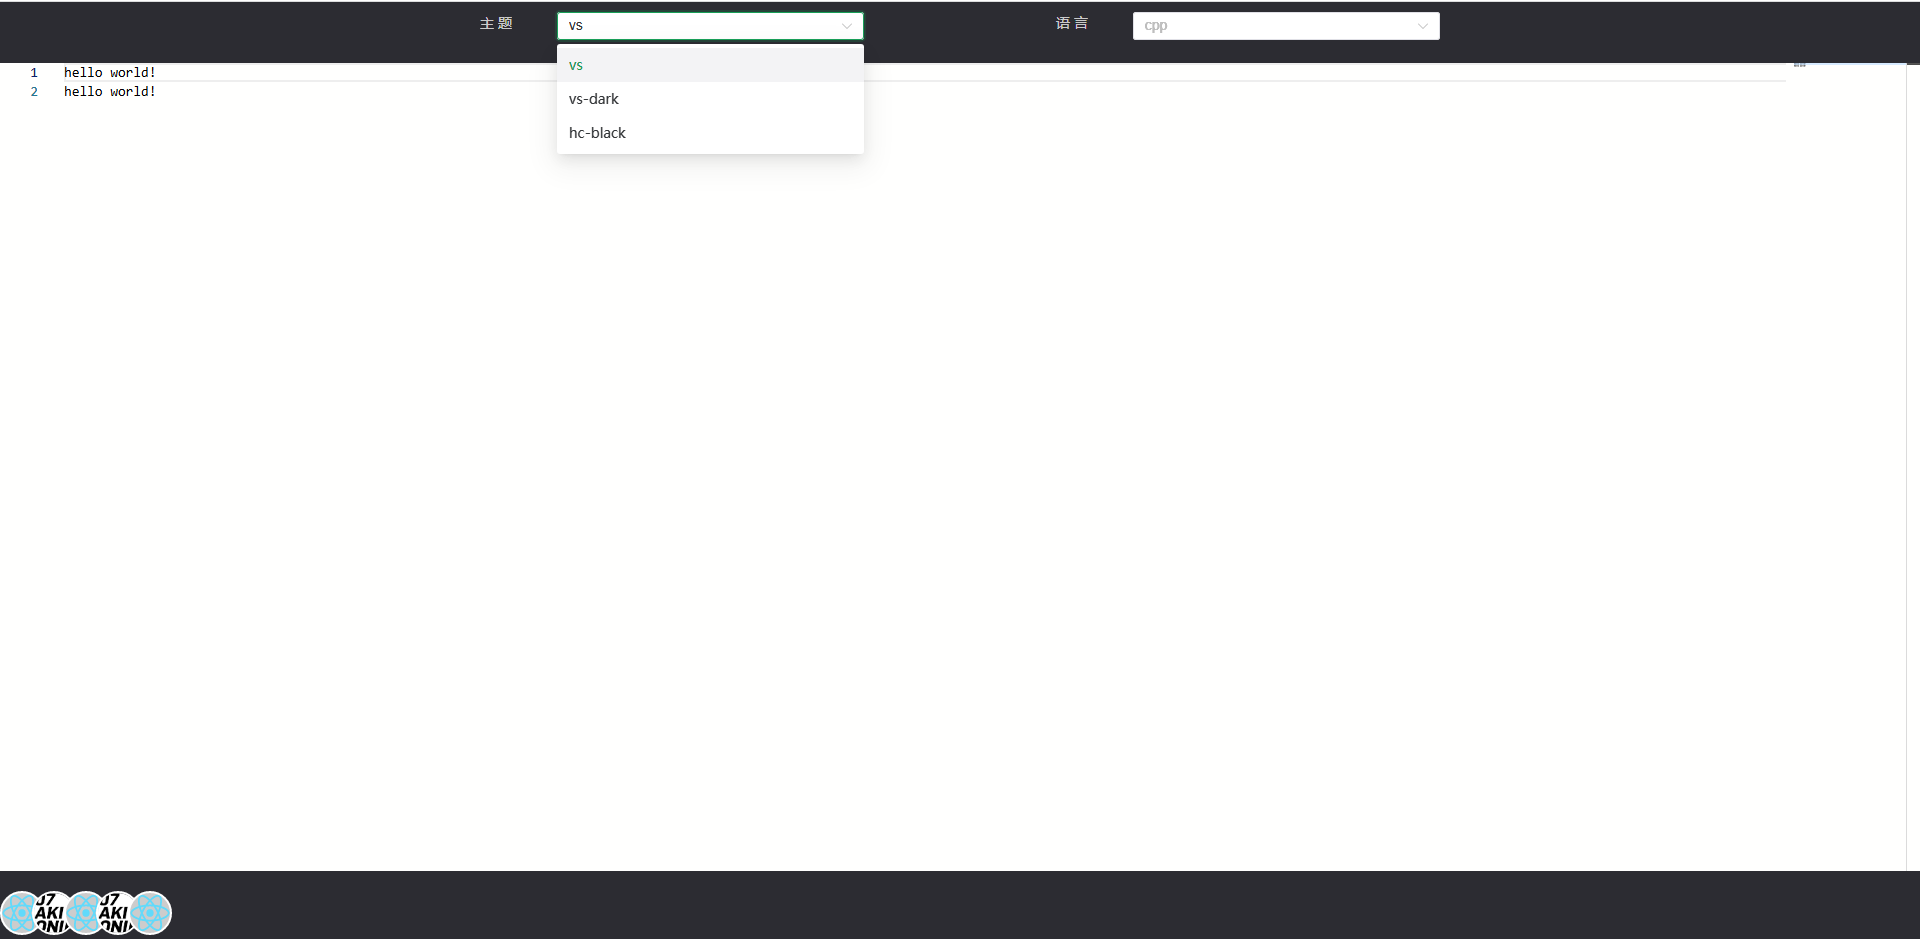 主题 vs 语言 cpp
vs
vs-dark
hc-black
1 hello world!
2 hello world!
J7
AKI
ONI
J7
AKI
ONI